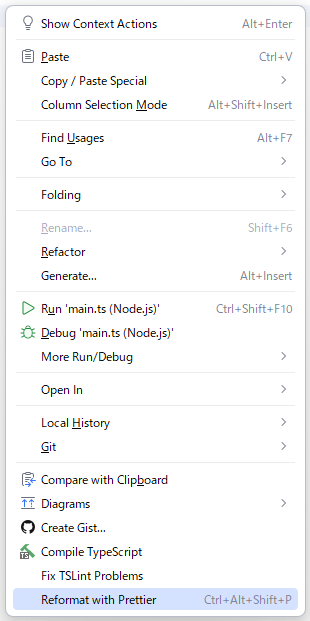 Show Context Actions Alt+Enter
Paste Ctrl+V
Copy / Paste Special
Column Selection Mode Alt+Shift+Insert
Find Usages Alt+F7
Go To
Folding
Rename... Shift+F6
Refactor
Generate... Alt+Insert
Run 'main.ts (Node.js)' Ctrl+Shift+F10
Debug 'main.ts (Node.js)'
More Run/Debug
Open In
Local History
Git
Compare with Clipboard
Diagrams
Create Gist...
TS Compile TypeScript
Fix TSLint Problems
Reformat with Prettier Ctrl+Alt+Shift+P